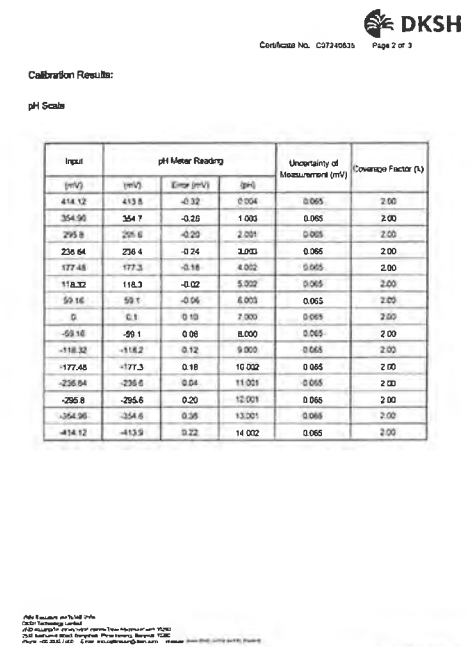 DKSH
Certificate No. C07240635 Page 2 of 3
Calibration Results:
pH Scale
Input pH Meter Reading Uncertainty of Measurement (mV) Coverage Factor (k)
(mV) (mV) Error (mV) (pH)
414.12 413.8 -0.32 0.004 0.065 2.00
354.96 354.7 -0.26 1.003 0.065 2.00
295.8 295.6 -0.20 2.001 0.065 2.00
236.64 236.4 -0.24 3.003 0.065 2.00
177.48 177.3 -0.18 4.002 0.065 2.00
118.32 118.3 -0.02 5.002 0.065 2.00
59.16 59.1 -0.06 6.003 0.065 2.00
0 0.1 0.10 7.000 0.065 2.00
-59.16 -59.1 0.06 8.000 0.065 2.00
-118.32 -118.2 0.12 9.000 0.065 2.00
-177.48 -177.3 0.18 10.002 0.065 2.00
-236.64 -236.6 0.04 11.001 0.065 2.00
-295.8 -295.6 0.20 12.001 0.065 2.00
-354.96 -354.6 0.36 13.001 0.065 2.00
-414.12 -413.9 0.22 14.002 0.065 2.00
DKSH Technology Limited